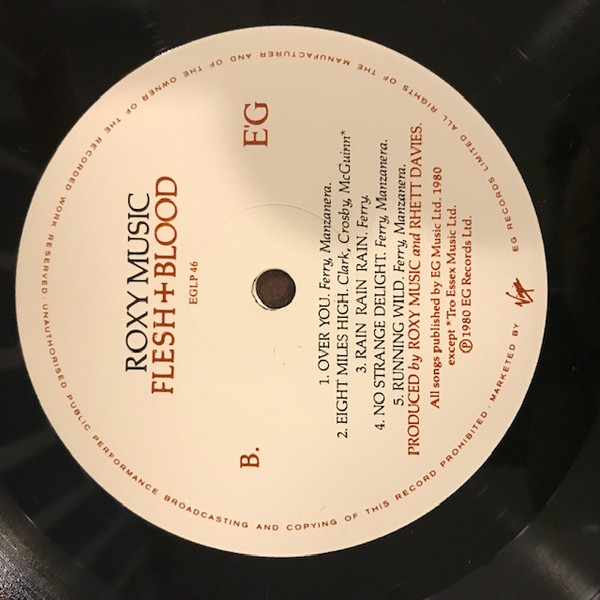 ROXY MUSIC
FLESH + BLOOD
EGLP 46
B.
E'G
1. OVER YOU. Ferry, Manzanera.
2. EIGHT MILES HIGH. Clark, Crosby, McGuinn*
3. RAIN RAIN RAIN. Ferry.
4. NO STRANGE DELIGHT. Ferry, Manzanera.
5. RUNNING WILD. Ferry, Manzanera.
PRODUCED by ROXY MUSIC and RHETT DAVIES.
All songs published by EG Music Ltd. 1980
except *Tro Essex Music Ltd.
℗ 1980 EG Records Ltd.
EG RECORDS LIMITED ALL RIGHTS OF THE MANUFACTURER AND OF THE OWNER OF THE RECORDED WORK RESERVED · UNAUTHORISED PUBLIC PERFORMANCE BROADCASTING AND COPYING OF THIS RECORD PROHIBITED · MARKETED BY Virgin